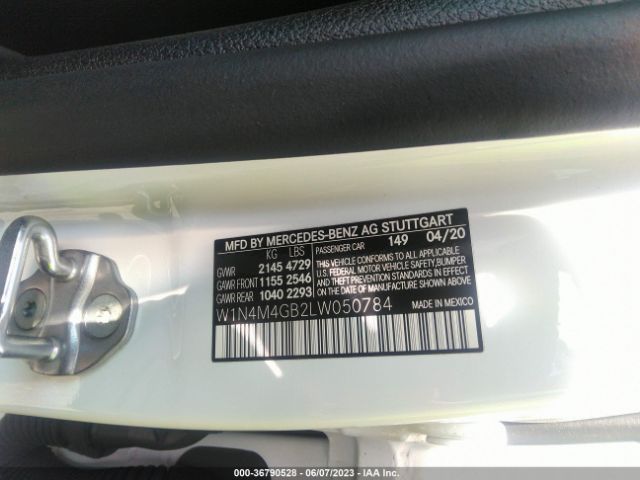 MFD BY MERCEDES-BENZ AG STUTTGART
KG LBS PASSENGER CAR 149 04/20
GVWR 2145 4729
GAWR FRONT 1155 2546
GAWR REAR 1040 2293
THIS VEHICLE CONFORMS TO ALL APPLICABLE
U.S. FEDERAL MOTOR VEHICLE SAFETY, BUMPER
AND THEFT PREVENTION STANDARDS IN EFFECT
ON THE DATE OF MANUFACTURE SHOWN ABOVE.
W1N4M4GB2LW050784 MADE IN MEXICO
000-36790528 - 06/07/2023 - IAA Inc.